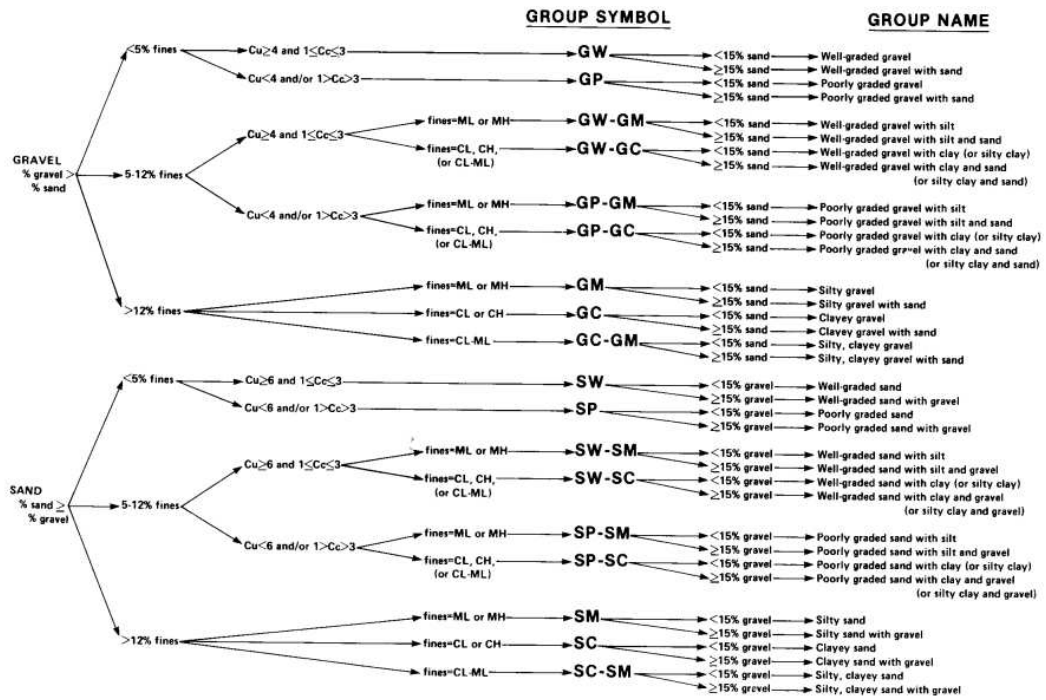 GROUP SYMBOL GROUP NAME
<5% fines Cu≥4 and 1≤Cc≤3 GW <15% sand Well-graded gravel
≥15% sand Well-graded gravel with sand
Cu<4 and/or 1>Cc>3 GP <15% sand Poorly graded gravel
≥15% sand Poorly graded gravel with sand
fines=ML or MH GW-GM <15% sand Well-graded gravel with silt
Cu≥4 and 1≤Cc≤3 ≥15% sand Well-graded gravel with silt and sand
fines=CL, CH, GW-GC <15% sand Well-graded gravel with clay (or silty clay)
(or CL-ML) ≥15% sand Well-graded gravel with clay and sand
(or silty clay and sand)
GRAVEL
% gravel >
% sand
5-12% fines
fines=ML or MH GP-GM <15% sand Poorly graded gravel with silt
Cu<4 and/or 1>Cc>3 ≥15% sand Poorly graded gravel with silt and sand
fines=CL, CH, GP-GC <15% sand Poorly graded gravel with clay (or silty clay)
(or CL-ML) ≥15% sand Poorly graded gravel with clay and sand
(or silty clay and sand)
fines=ML or MH GM <15% sand Silty gravel
≥15% sand Silty gravel with sand
>12% fines fines=CL or CH GC <15% sand Clayey gravel
≥15% sand Clayey gravel with sand
fines=CL-ML GC-GM <15% sand Silty, clayey gravel
≥15% sand Silty, clayey gravel with sand
<5% fines Cu≥6 and 1≤Cc≤3 SW <15% gravel Well-graded sand
≥15% gravel Well-graded sand with gravel
Cu<6 and/or 1>Cc>3 SP <15% gravel Poorly graded sand
≥15% gravel Poorly graded sand with gravel
fines=ML or MH SW-SM <15% gravel Well-graded sand with silt
Cu≥6 and 1≤Cc≤3 ≥15% gravel Well-graded sand with silt and gravel
fines=CL, CH, SW-SC <15% gravel Well-graded sand with clay (or silty clay)
(or CL-ML) ≥15% gravel Well-graded sand with clay and gravel
(or silty clay and gravel)
SAND
% sand ≥
% gravel
5-12% fines
fines=ML or MH SP-SM <15% gravel Poorly graded sand with silt
Cu<6 and/or 1>Cc>3 ≥15% gravel Poorly graded sand with silt and gravel
fines=CL, CH, SP-SC <15% gravel Poorly graded sand with clay (or silty clay)
(or CL-ML) ≥15% gravel Poorly graded sand with clay and gravel
(or silty clay and gravel)
fines=ML or MH SM <15% gravel Silty sand
≥15% gravel Silty sand with gravel
>12% fines fines=CL or CH SC <15% gravel Clayey sand
≥15% gravel Clayey sand with gravel
fines=CL-ML SC-SM <15% gravel Silty, clayey sand
≥15% gravel Silty, clayey sand with gravel